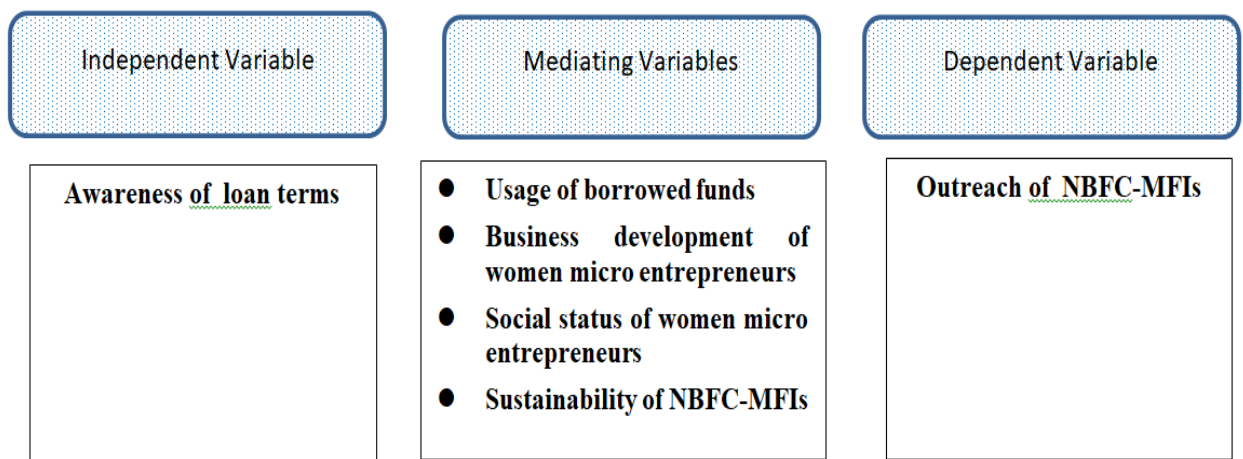 Independent Variable
Mediating Variables
Dependent Variable
Awareness of loan terms
● Usage of borrowed funds
● Business development of
women micro entrepreneurs
● Social status of women micro
entrepreneurs
● Sustainability of NBFC-MFIs
Outreach of NBFC-MFIs